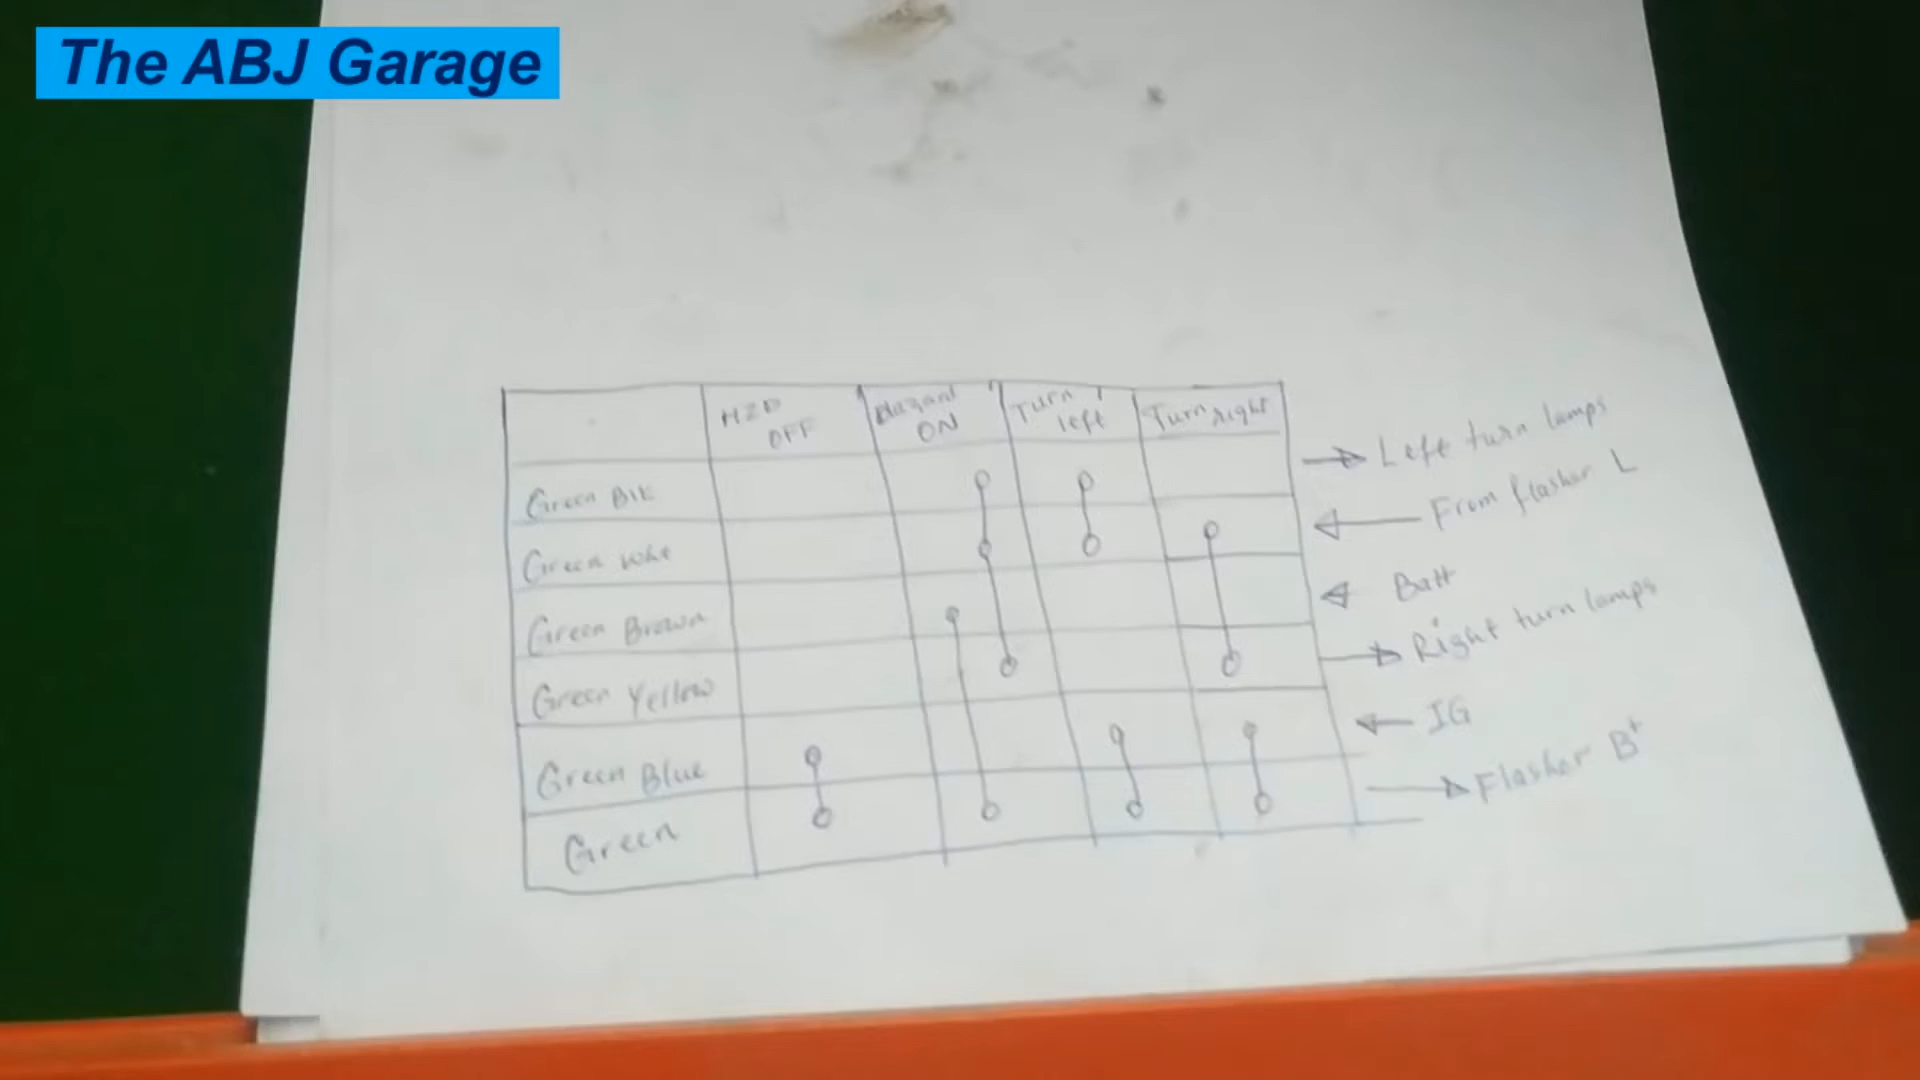 The ABJ Garage
HZD OFF
Hazard ON
Turn left
Turn right
Green Blk
Green
Green Brown
Green Yellow
Green Blue
Green
Left turn lamps
From flasher L
Batt
Right turn lamps
IG
Flasher B+